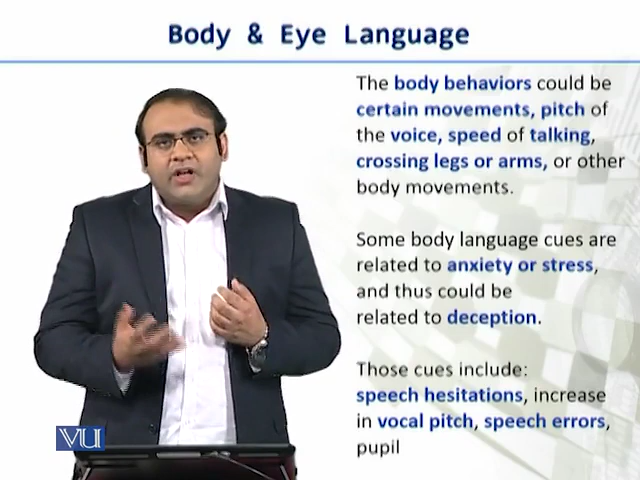 Body & Eye Language
The body behaviors could be
certain movements, pitch of
the voice, speed of talking,
crossing legs or arms, or other
body movements.
Some body language cues are
related to anxiety or stress,
and thus could be
related to deception.
Those cues include:
speech hesitations, increase
in vocal pitch, speech errors,
pupil
VU